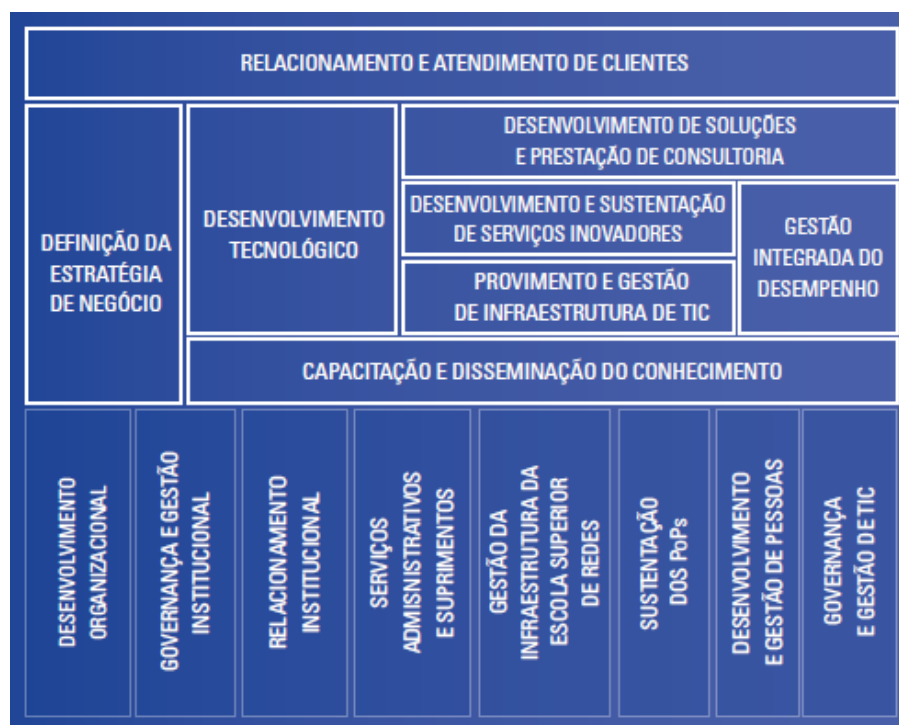 RELACIONAMENTO E ATENDIMENTO DE CLIENTES
DEFINIÇÃO DA
ESTRATÉGIA
DE NEGÓCIO
DESENVOLVIMENTO
TECNOLÓGICO
DESENVOLVIMENTO DE SOLUÇÕES
E PRESTAÇÃO DE CONSULTORIA
DESENVOLVIMENTO E SUSTENTAÇÃO
DE SERVIÇOS INOVADORES
PROVIMENTO E GESTÃO
DE INFRAESTRUTURA DE TIC
GESTÃO
INTEGRADA DO
DESEMPENHO
CAPACITAÇÃO E DISSEMINAÇÃO DO CONHECIMENTO
DESENVOLVIMENTO
ORGANIZACIONAL
GOVERNANÇA E GESTÃO
INSTITUCIONAL
RELACIONAMENTO
INSTITUCIONAL
SERVIÇOS
ADMISNISTRATIVOS
E SUPRIMENTOS
GESTÃO DA
INFRAESTRUTURA DA
ESCOLA SUPERIOR
DE REDES
SUSTENTAÇÃO
DOS PoPs
DESENVOLVIMENTO
E GESTÃO DE PESSOAS
GOVERNANÇA
E GESTÃO DE TIC